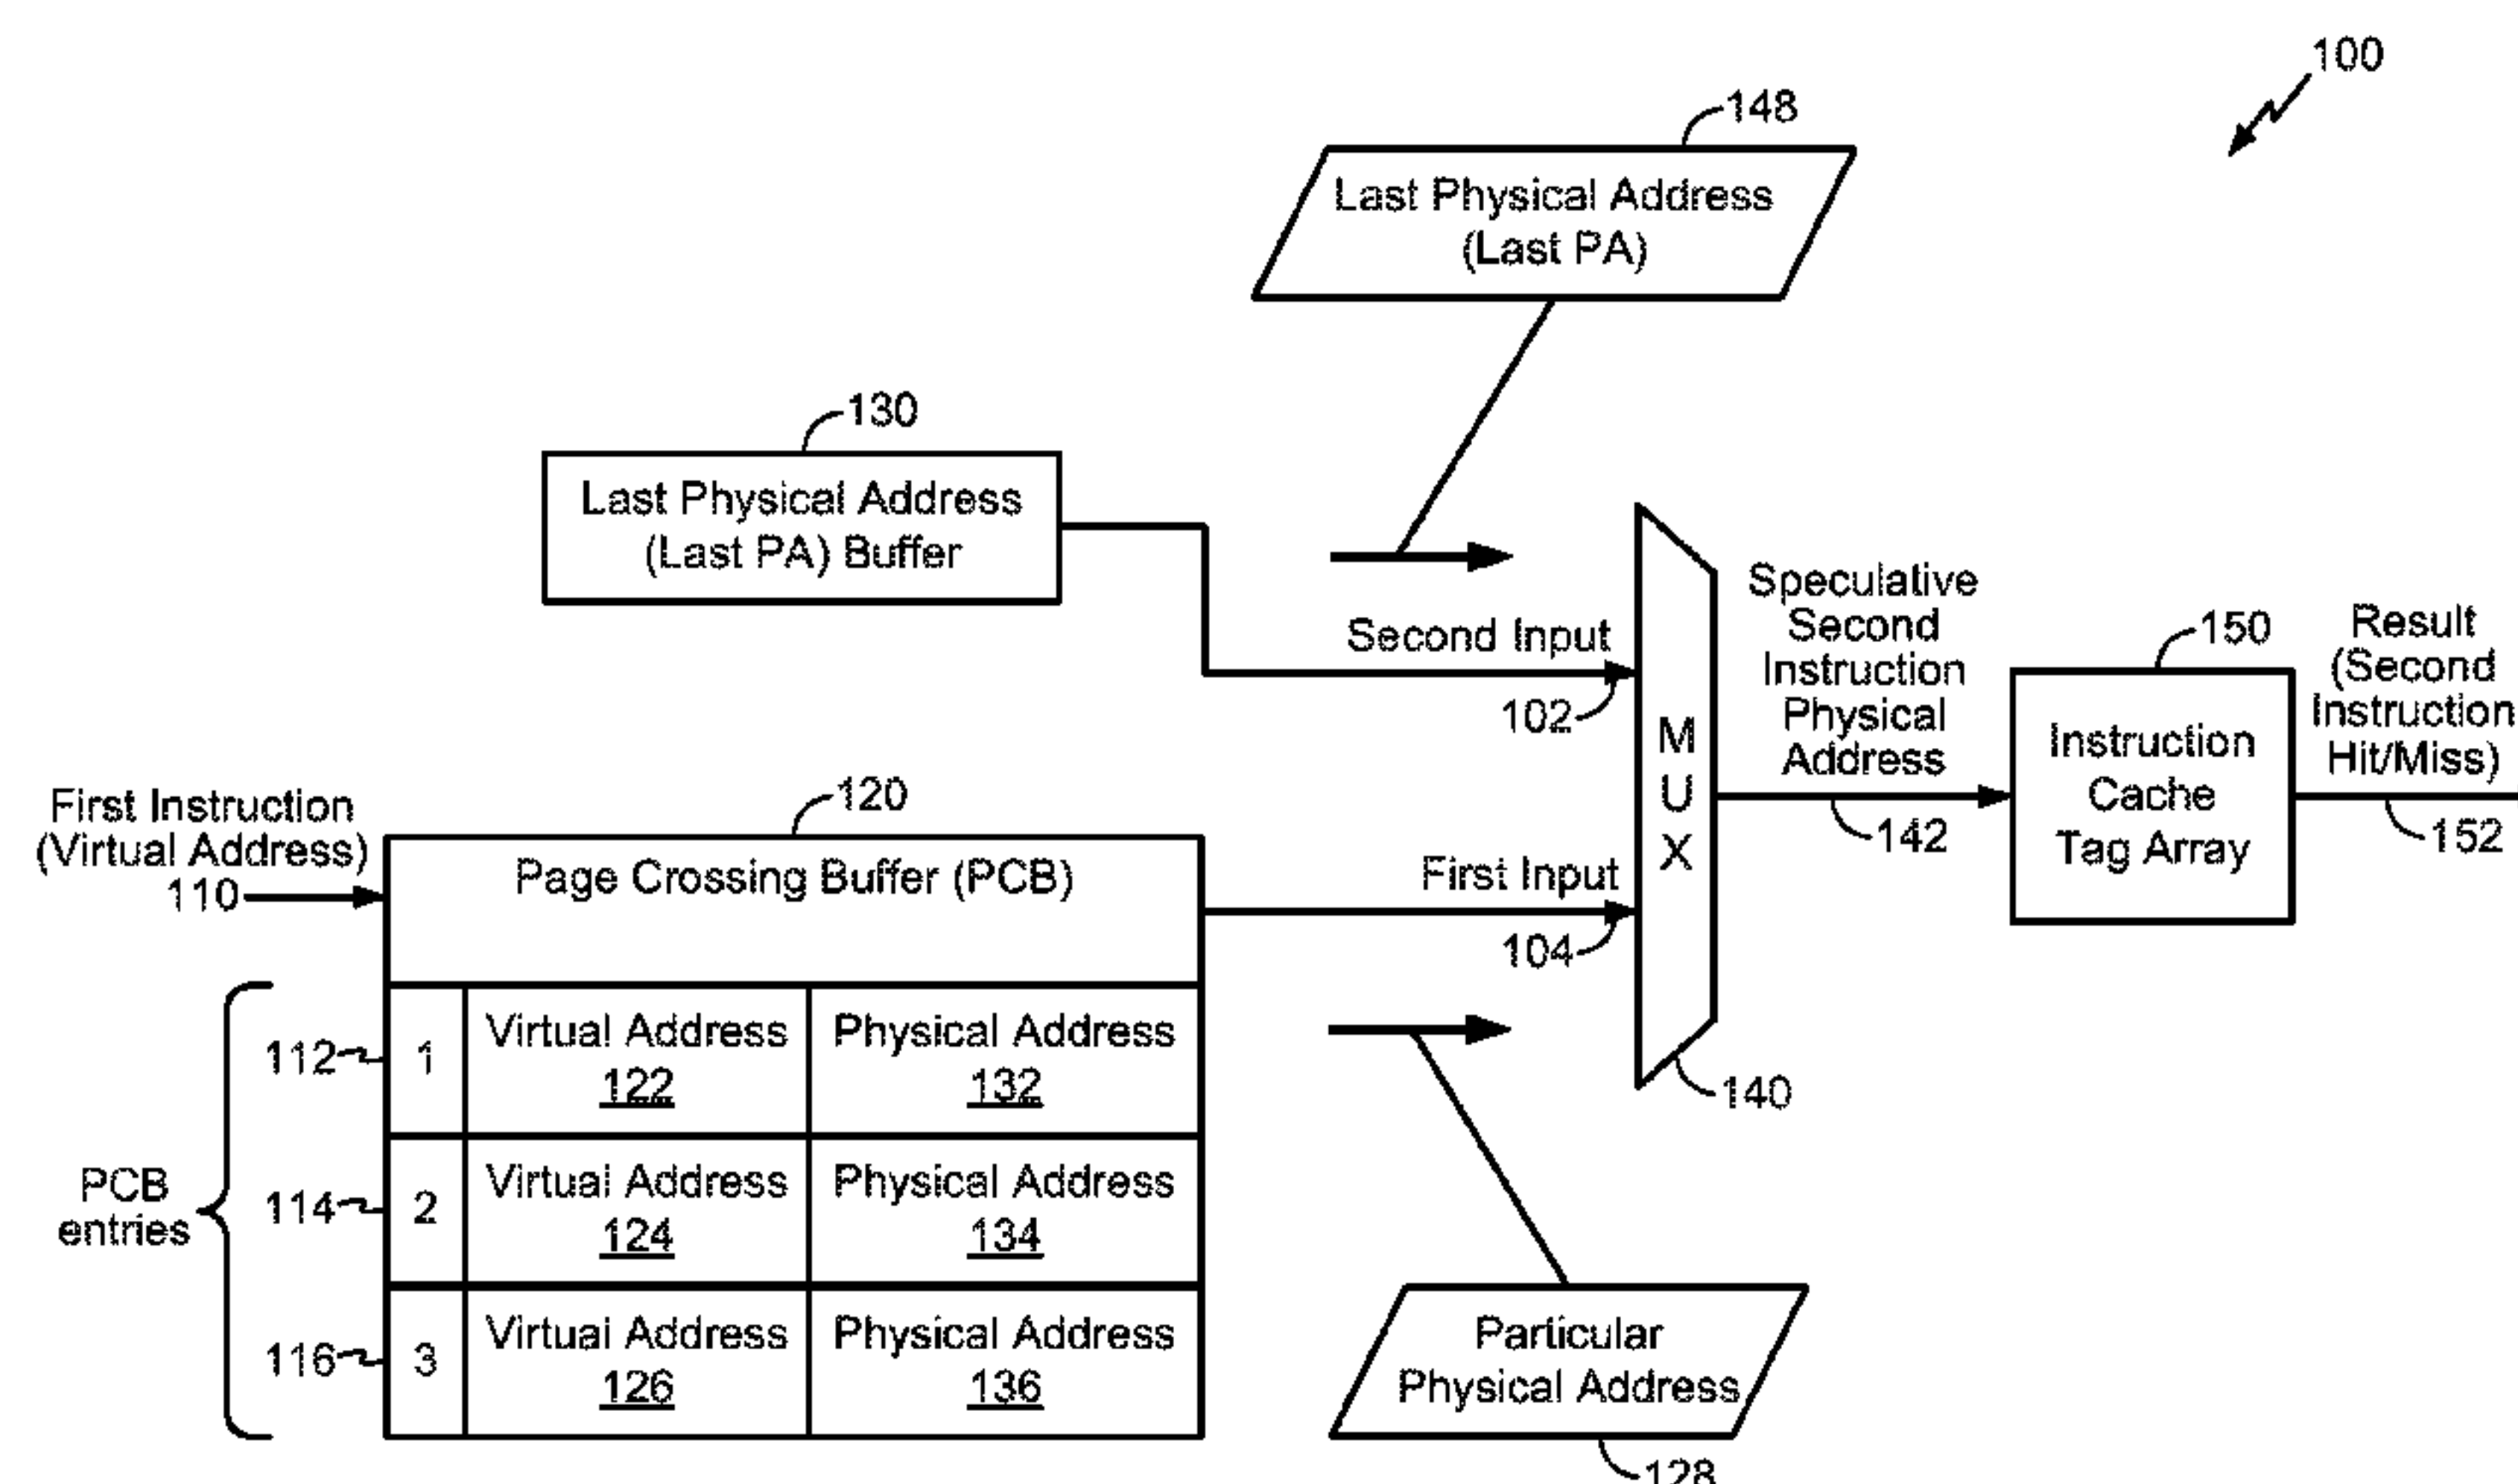 100
148
Last Physical Address
(Last PA)
130
Last Physical Address
(Last PA) Buffer
Second Input
102
Speculative
Second
Instruction
Physical
Address
142
150
Instruction
Cache
Tag Array
Result
(Second
Instruction
Hit/Miss)
152
M
U
X
140
First Instruction
(Virtual Address)
110
120
Page Crossing Buffer (PCB)
First Input
104
PCB
entries
112 1 Virtual Address 122 Physical Address 132
114 2 Virtual Address 124 Physical Address 134
116 3 Virtual Address 126 Physical Address 136
Particular
Physical Address
128